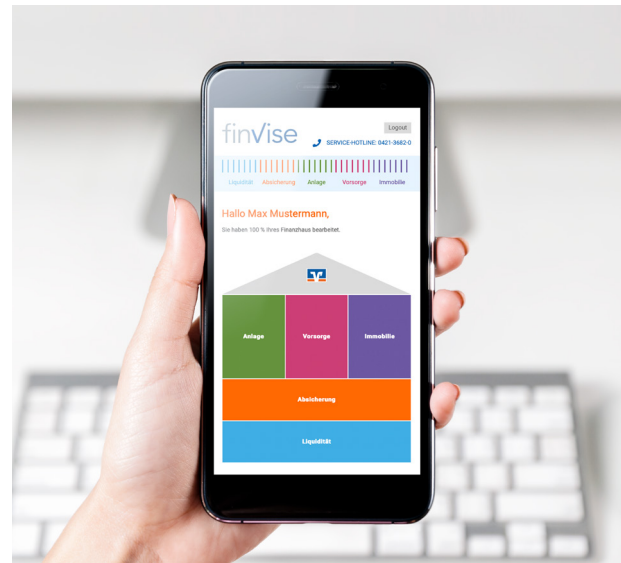 finVise
Logout
SERVICE-HOTLINE: 0421-3682-0
Liquidität Absicherung Anlage Vorsorge Immobilie
Hallo Max Mustermann,
Sie haben 100 % Ihres Finanzhaus bearbeitet.
Anlage Vorsorge Immobilie
Absicherung
Liquidität